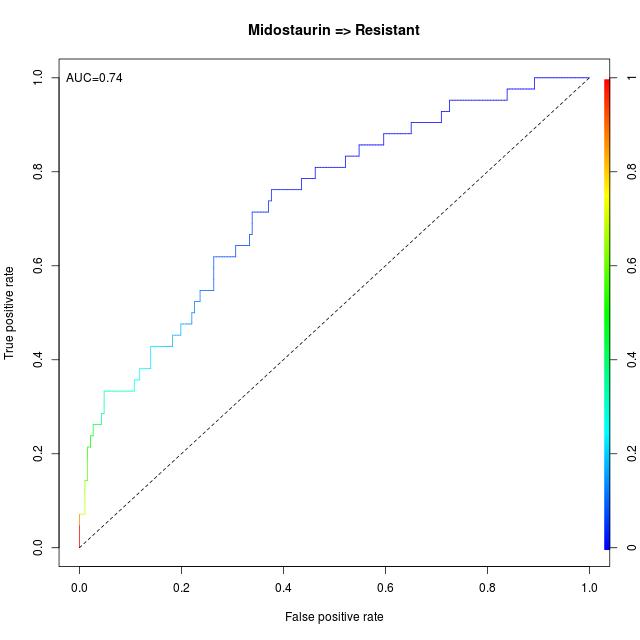 Midostaurin => Resistant
AUC=0.74
True positive rate
0.0 0.2 0.4 0.6 0.8 1.0
0.0 0.2 0.4 0.6 0.8 1.0
False positive rate
0 0.2 0.4 0.6 0.8 1